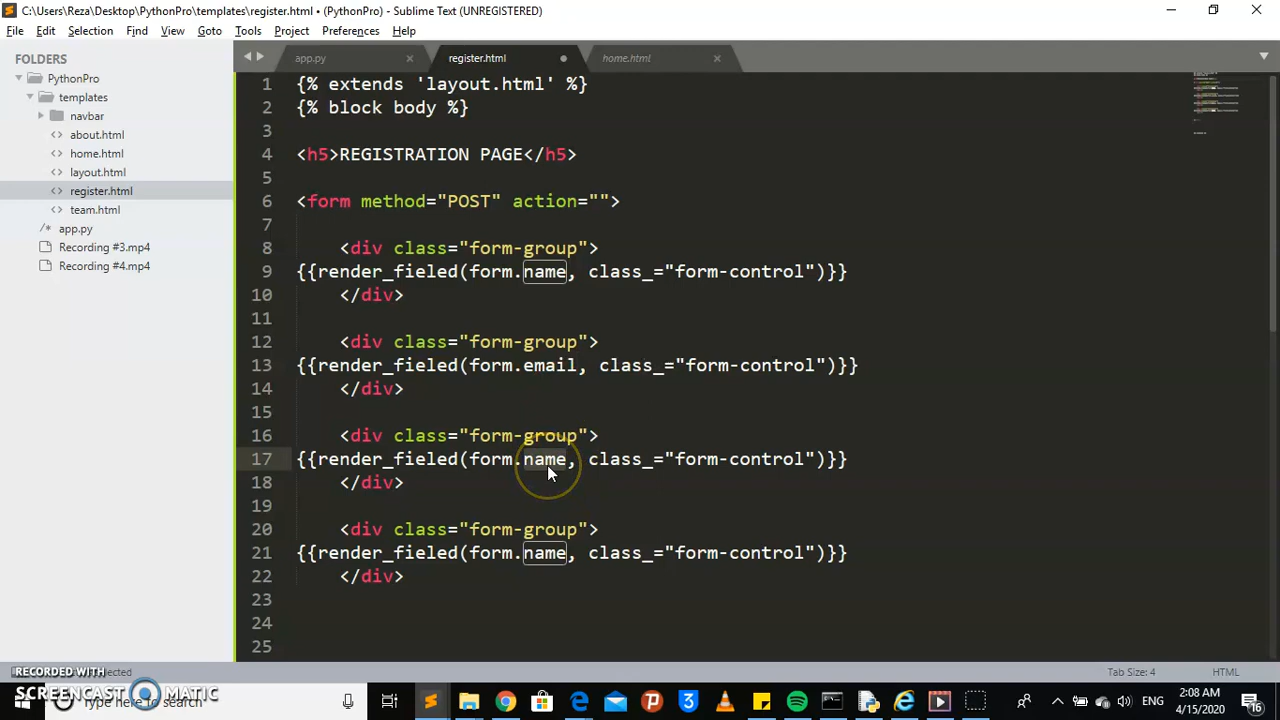 C:\Users\Reza\Desktop\PythonPro\templates\register.html • (PythonPro) - Sublime Text (UNREGISTERED)
File Edit Selection Find View Goto Tools Project Preferences Help
FOLDERS
PythonPro
templates
navbar
about.html
home.html
layout.html
register.html
team.html
app.py
Recording #3.mp4
Recording #4.mp4
app.py register.html home.html
1 {% extends 'layout.html' %}
2 {% block body %}
3
4 <h5>REGISTRATION PAGE</h5>
5
6 <form method="POST" action="">
7
8 <div class="form-group">
9 {{render_fieled(form.name, class_="form-control")}}
10 </div>
11
12 <div class="form-group">
13 {{render_fieled(form.email, class_="form-control")}}
14 </div>
15
16 <div class="form-group">
17 {{render_fieled(form.name, class_="form-control")}}
18 </div>
19
20 <div class="form-group">
21 {{render_fieled(form.name, class_="form-control")}}
22 </div>
23
24
25
Tab Size: 4 HTML
RECORDED WITH
SCREENCAST MATIC
Type here to search
ENG
2:08 AM
4/15/2020
16